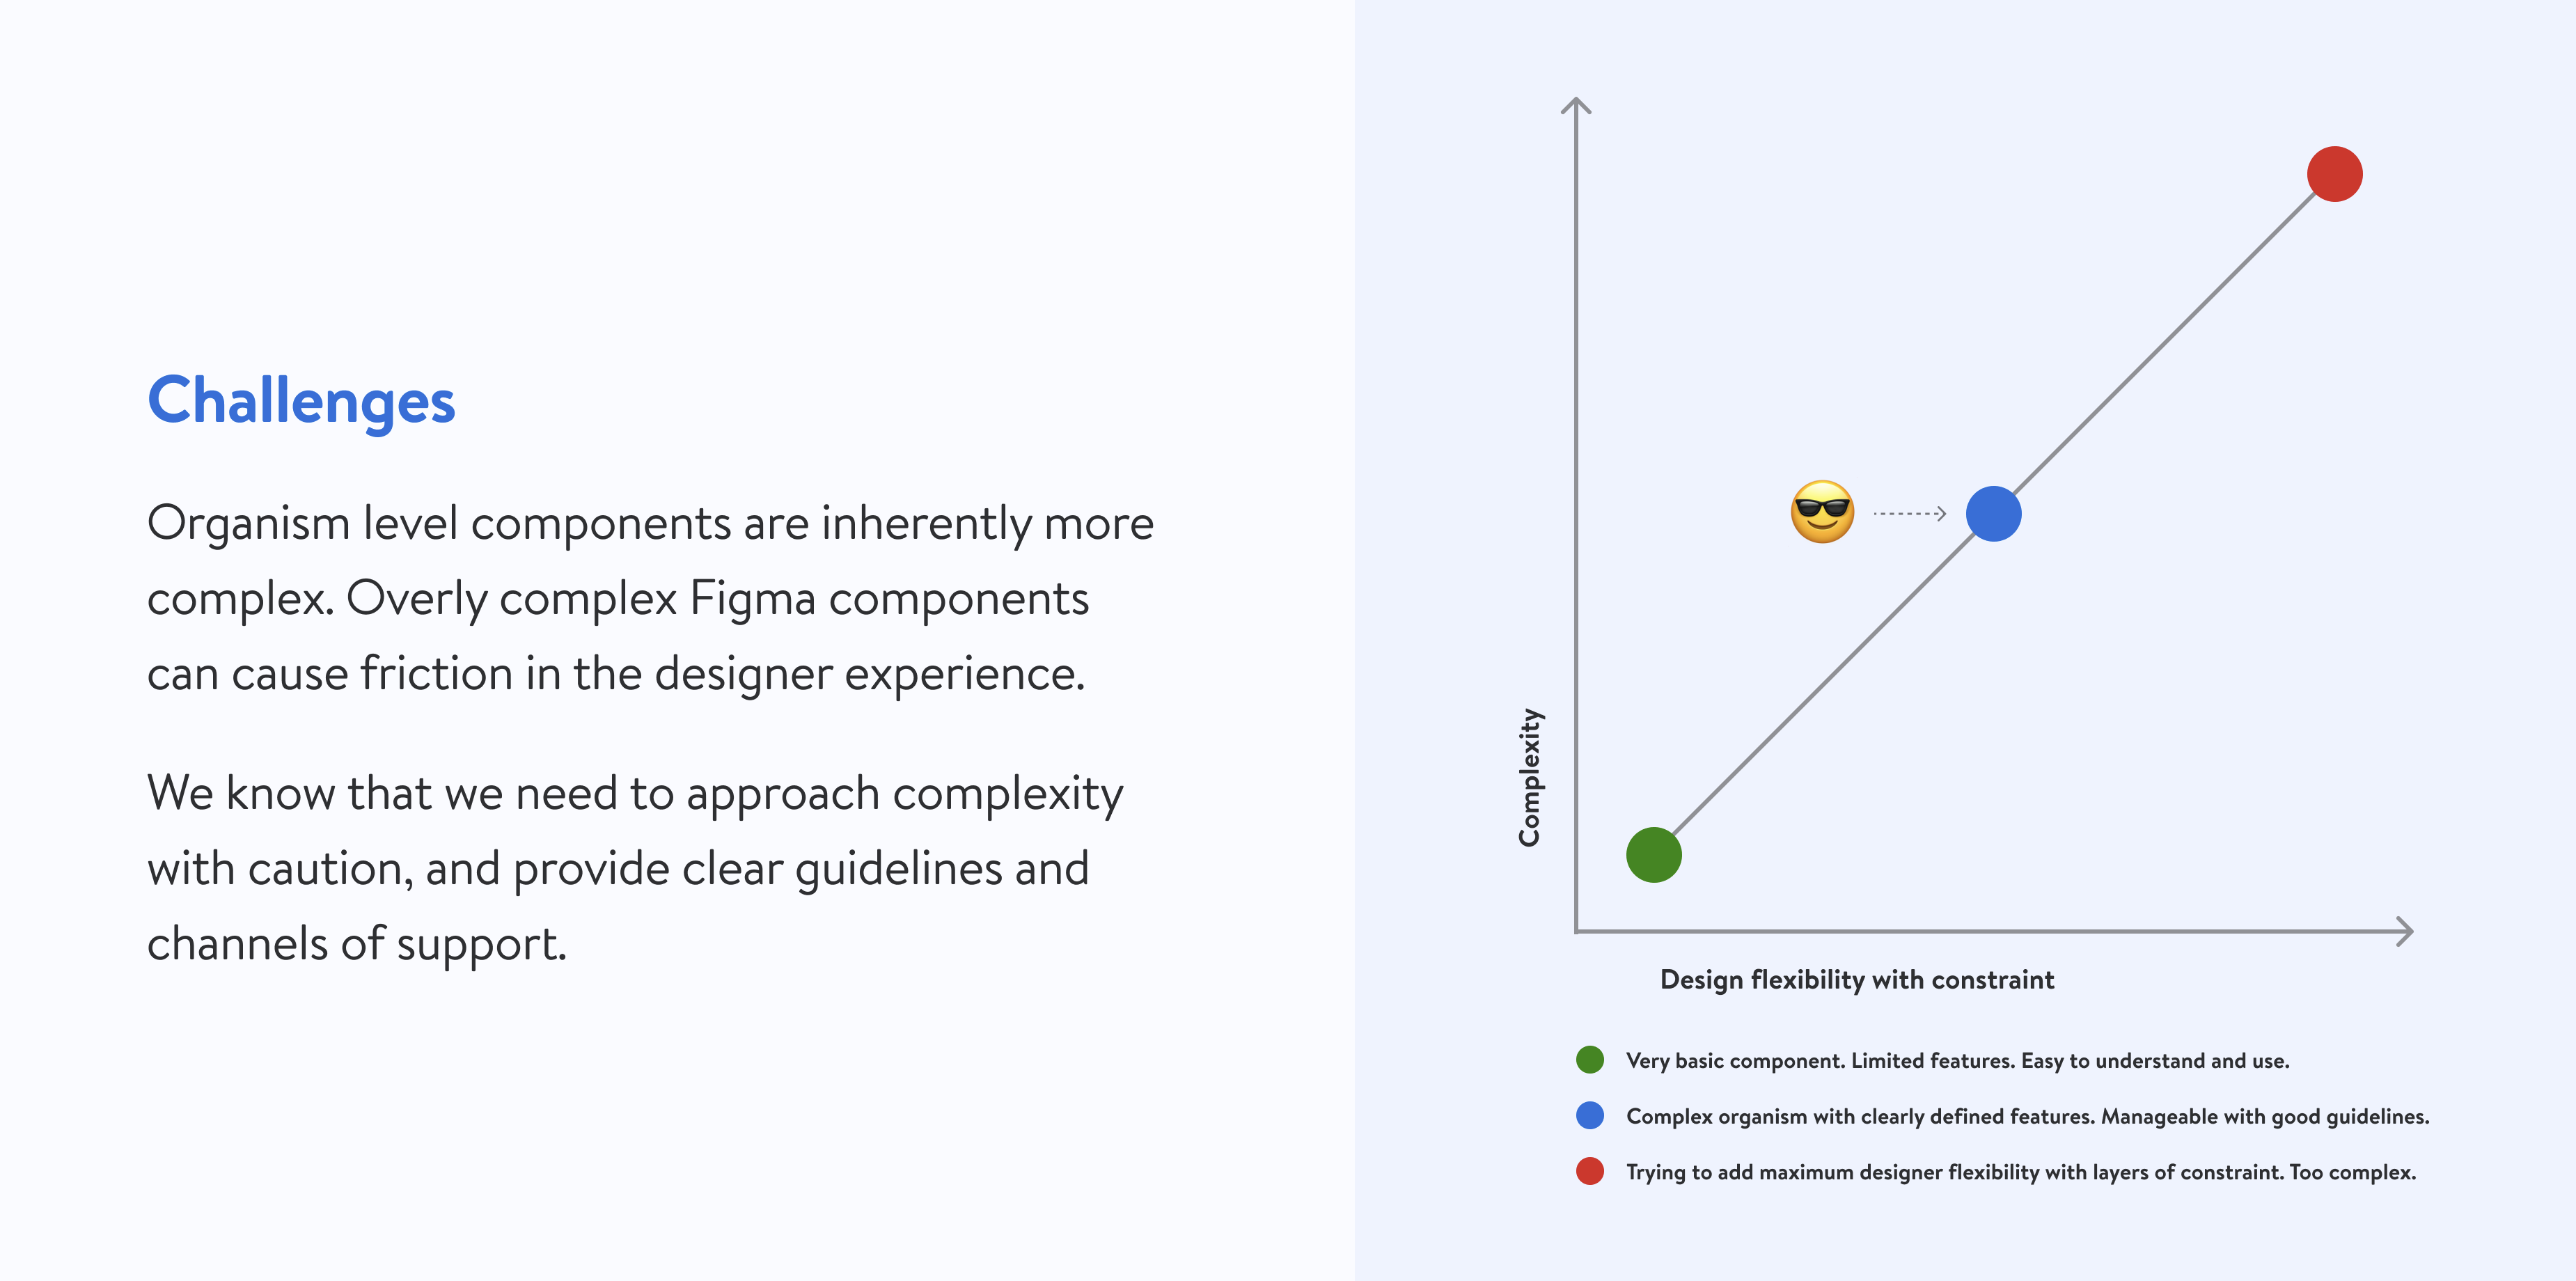 Challenges
Organism level components are inherently more
complex. Overly complex Figma components
can cause friction in the designer experience.
We know that we need to approach complexity
with caution, and provide clear guidelines and
channels of support.
Complexity
Design flexibility with constraint
Very basic component. Limited features. Easy to understand and use.
Complex organism with clearly defined features. Manageable with good guidelines.
Trying to add maximum designer flexibility with layers of constraint. Too complex.